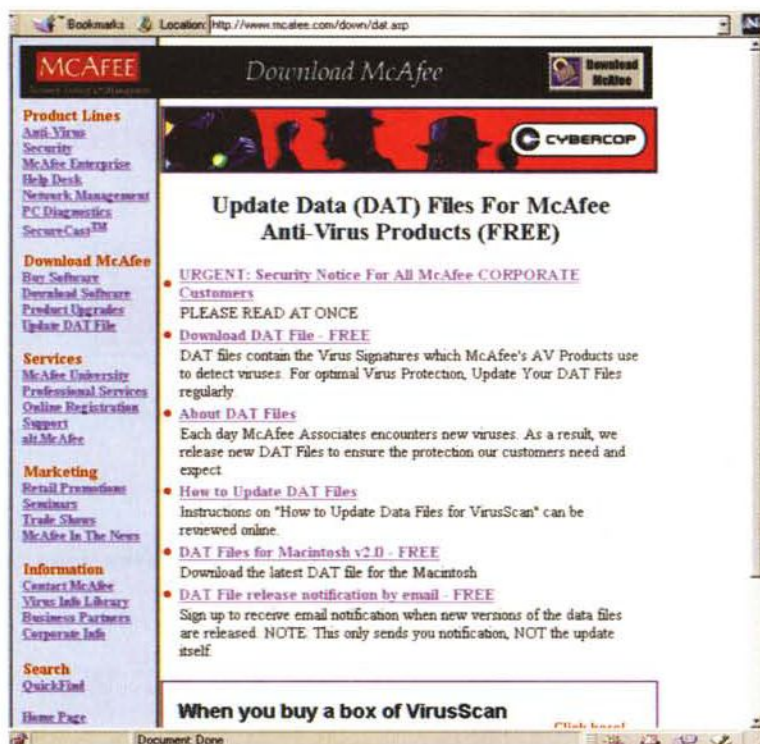 Bookmarks Location: http://www.mcafee.com/down/dat.asp
MCAFEE
Download McAfee
Download
McAfee
CYBERCOP
Product Lines
Anti-Virus
Security
McAfee Enterprise
Help Desk
Network Management
PC Diagnostics
SecureCast™
Download McAfee
Buy Software
Download Software
Product Upgrades
Update DAT File
Services
McAfee University
Professional Services
Online Registration
Support
alt.McAfee
Marketing
Retail Promotions
Seminars
Trade Shows
McAfee In The News
Information
Contact McAfee
Virus Info Library
Business Partners
Corporate Info
Search
QuickFind
Home Page
Update Data (DAT) Files For McAfee
Anti-Virus Products (FREE)
URGENT: Security Notice For All McAfee CORPORATE
Customers
PLEASE READ AT ONCE
Download DAT File - FREE
DAT files contain the Virus Signatures which McAfee's AV Products use
to detect viruses. For optimal Virus Protection, Update Your DAT Files
regularly.
About DAT Files
Each day McAfee Associates encounters new viruses. As a result, we
release new DAT Files to ensure the protection our customers need and
expect.
How to Update DAT Files
Instructions on "How to Update Data Files for VirusScan" can be
reviewed online.
DAT Files for Macintosh v2.0 - FREE
Download the latest DAT file for the Macintosh
DAT File release notification by email - FREE
Sign up to receive email notification when new versions of the data files
are released. NOTE: This only sends you notification, NOT the update
itself.
When you buy a box of VirusScan
Click here!
Document: Done